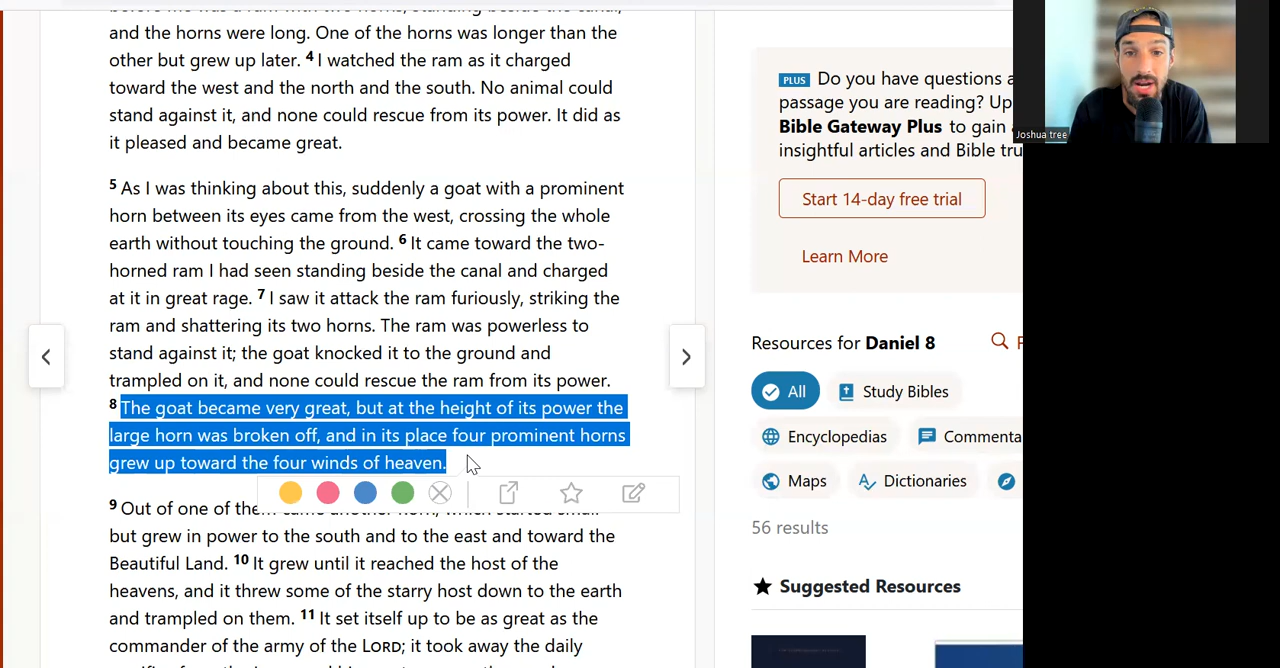 and the horns were long. One of the horns was longer than the
other but grew up later. 4 I watched the ram as it charged
toward the west and the north and the south. No animal could
stand against it, and none could rescue from its power. It did as
it pleased and became great.
5 As I was thinking about this, suddenly a goat with a prominent
horn between its eyes came from the west, crossing the whole
earth without touching the ground. 6 It came toward the two-
horned ram I had seen standing beside the canal and charged
at it in great rage. 7 I saw it attack the ram furiously, striking the
ram and shattering its two horns. The ram was powerless to
stand against it; the goat knocked it to the ground and
trampled on it, and none could rescue the ram from its power.
8 The goat became very great, but at the height of its power the
large horn was broken off, and in its place four prominent horns
grew up toward the four winds of heaven.
9 Out of one of them came another horn, which started small
but grew in power to the south and to the east and toward the
Beautiful Land. 10 It grew until it reached the host of the
heavens, and it threw some of the starry host down to the earth
and trampled on them. 11 It set itself up to be as great as the
commander of the army of the LORD; it took away the daily
PLUS Do you have questions a
passage you are reading? Up
Bible Gateway Plus to gain
insightful articles and Bible tru
Start 14-day free trial
Learn More
Resources for Daniel 8
F
All
Study Bibles
Encyclopedias
Commenta
Maps
Dictionaries
56 results
Suggested Resources
Joshua tree